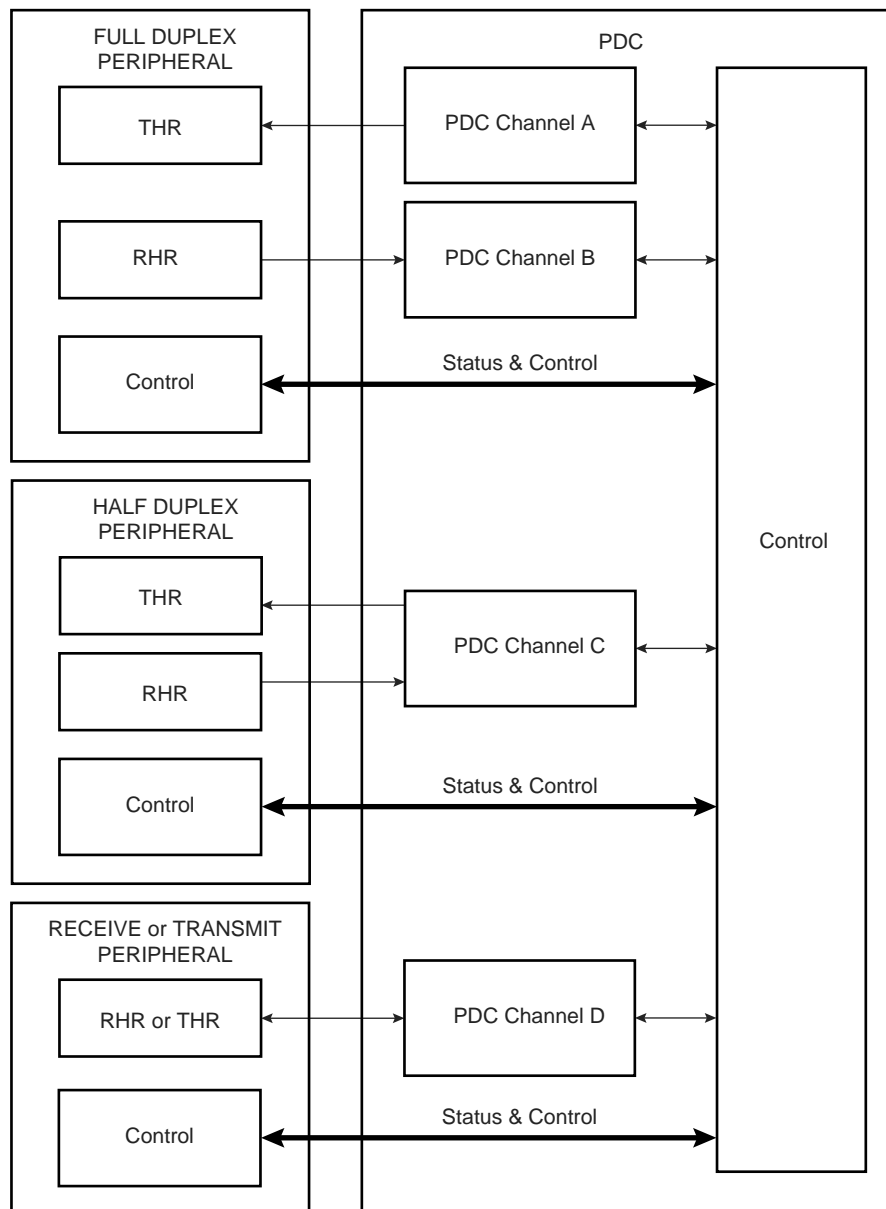 FULL DUPLEX
PERIPHERAL
THR
RHR
Control
PDC
PDC Channel A
PDC Channel B
Status & Control
Control
HALF DUPLEX
PERIPHERAL
THR
RHR
Control
PDC Channel C
Status & Control
RECEIVE or TRANSMIT
PERIPHERAL
RHR or THR
Control
PDC Channel D
Status & Control